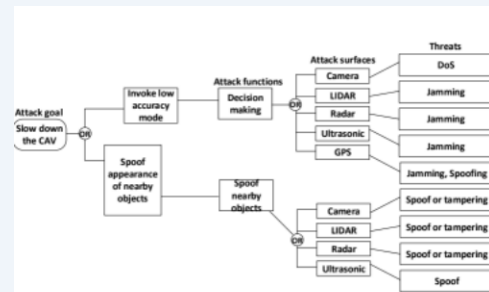 Threats
Attack surfaces
DoS
Camera
Attack functions
Invoke low
accuracy
mode
Decision
making
LIDAR
Jamming
OR
Radar
Jamming
Attack goal
Slow down
the CAV
OR
Ultrasonic
Jamming
GPS
Jamming, Spoofing
Spoof
appearance
of nearby
objects
Spoof
nearby
objects
Camera
Spoof or tampering
LIDAR
Spoof or tampering
OR
Radar
Spoof or tampering
Ultrasonic
Spoof